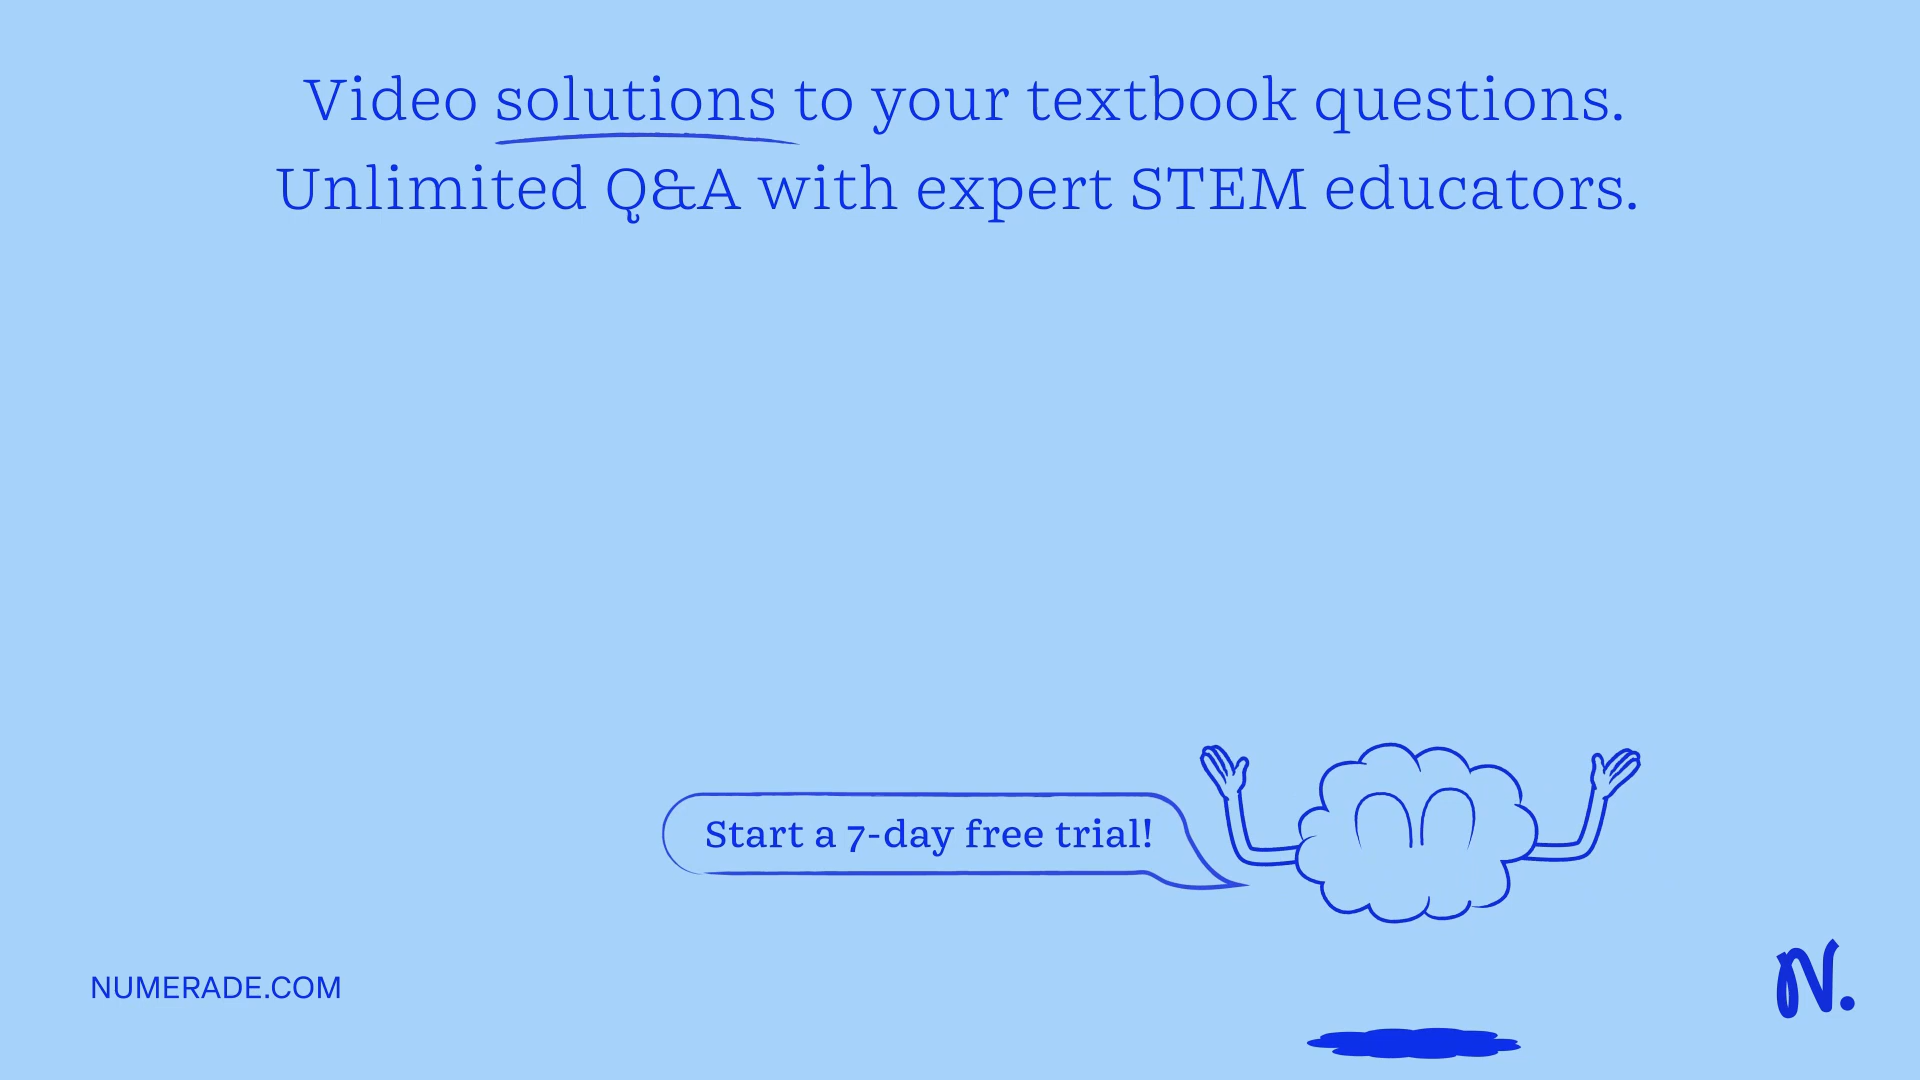 Video solutions to your textbook questions.
Unlimited Q&A with expert STEM educators.
Start a 7-day free trial!
NUMERADE.COM
N.